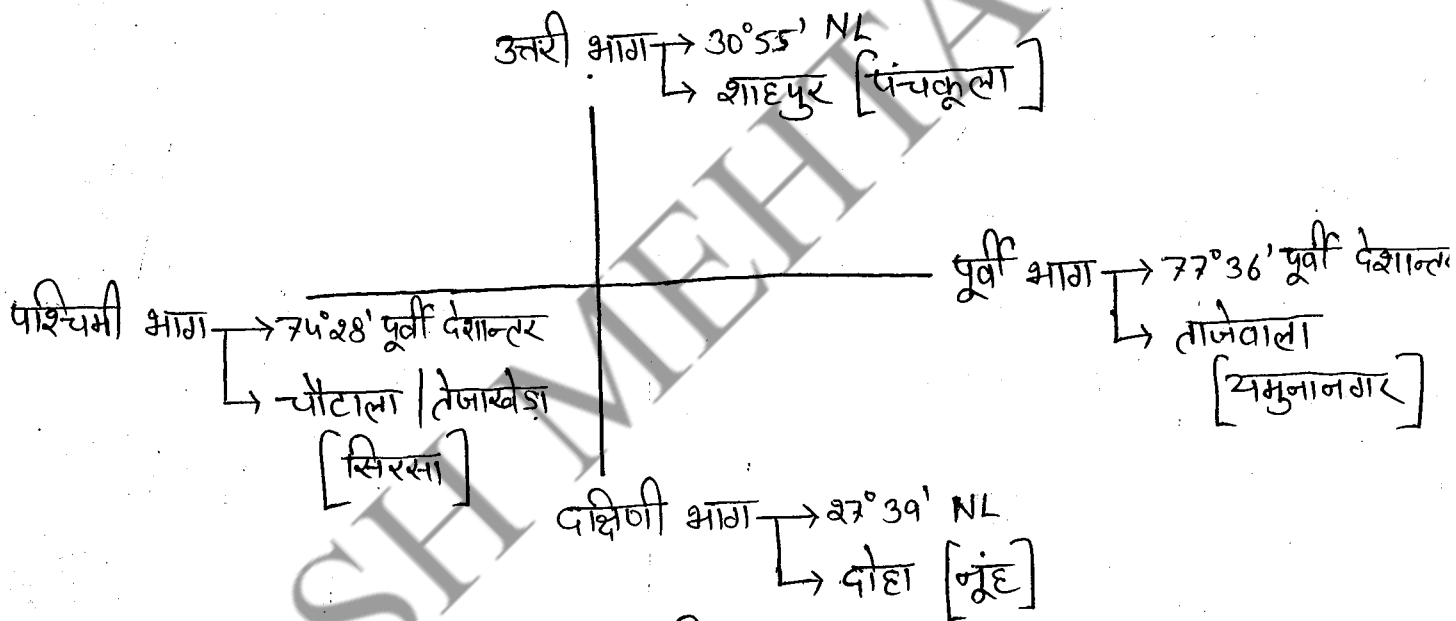 उत्तरी भाग → 30°55' NL
→ शाहपुर [पंचकूला]
पूर्वी भाग → 77°36' पूर्वी देशान्त
→ ताजेवाला
[यमुनानगर]
पश्चिमी भाग → 74°28' पूर्वी देशान्तर
→ चौटाला | तेजाखेड़ा
[सिरसा]
दक्षिणी भाग → 27°39' NL
→ दोहा [नूंह]
SH MEHTA